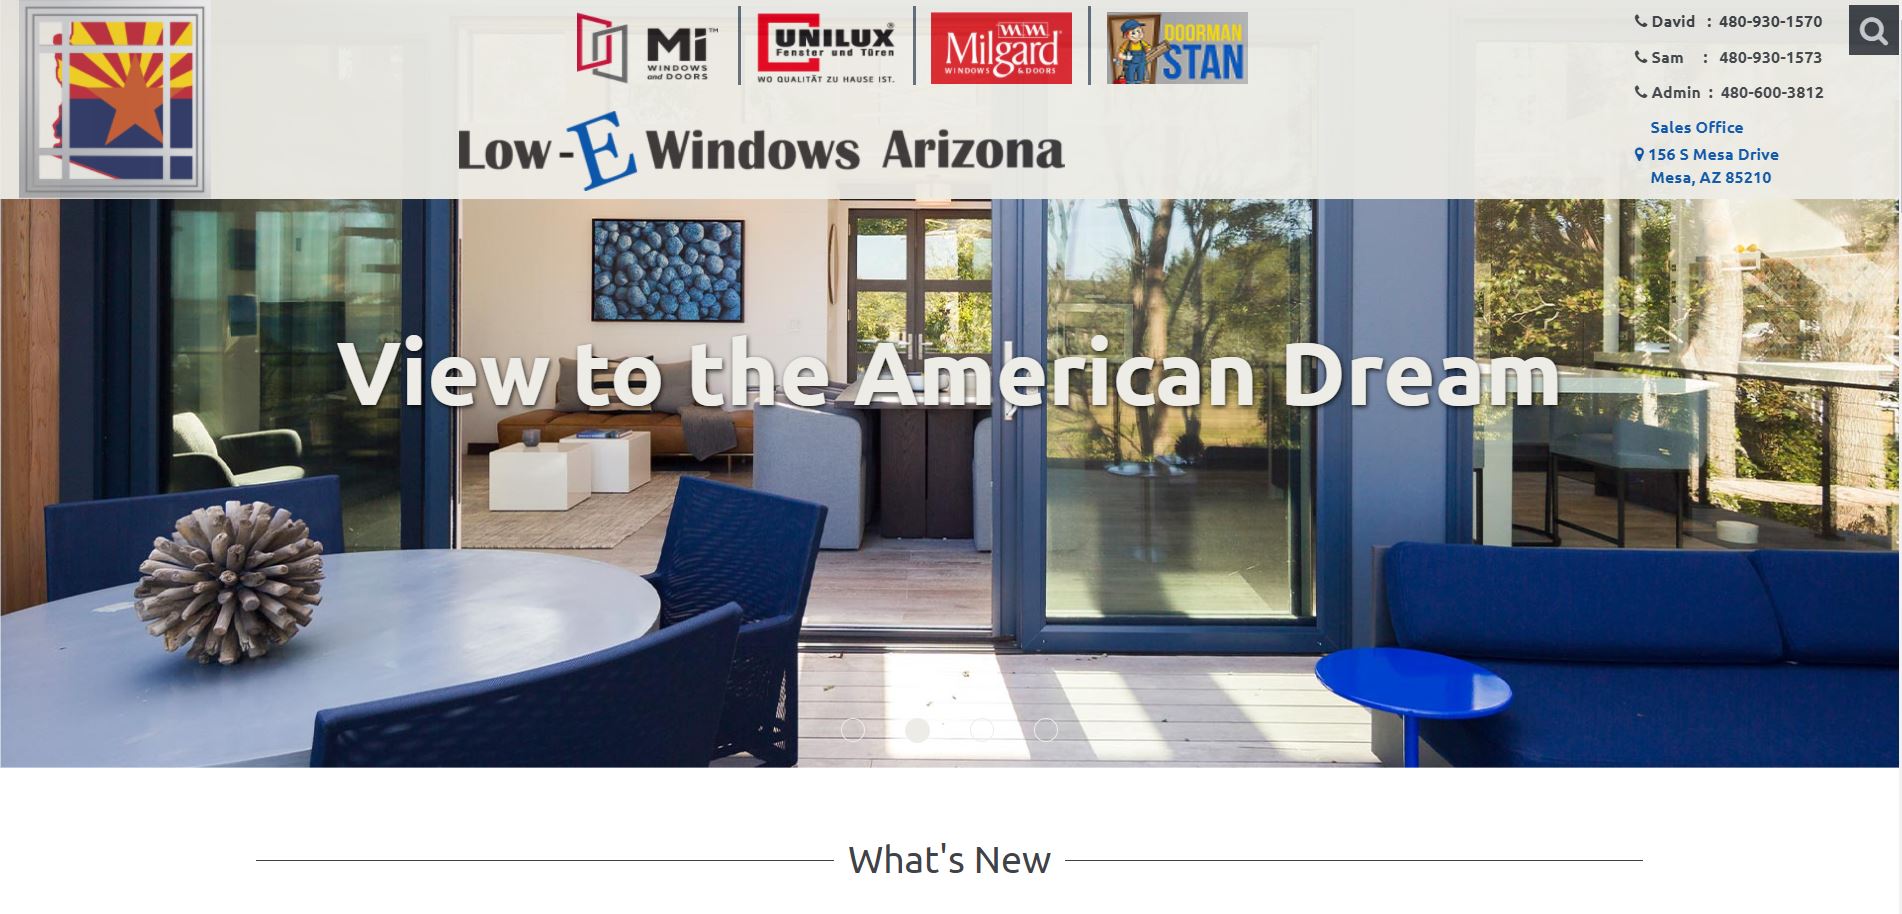 Mi™
WINDOWS
and DOORS
UNILUX®
Fenster und Türen
WO QUALITÄT ZU HAUSE IST.
Milgard
WINDOWS & DOORS
DOORMAN
STAN
Low-E Windows Arizona
David : 480-930-1570
Sam : 480-930-1573
Admin : 480-600-3812
Sales Office
156 S Mesa Drive
Mesa, AZ 85210
View to the American Dream
What's New